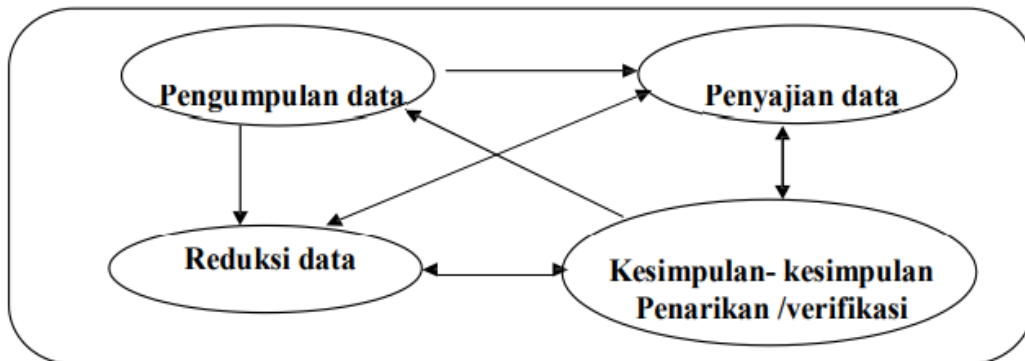 Pengumpulan data
Penyajian data
Reduksi data
Kesimpulan- kesimpulan
Penarikan /verifikasi